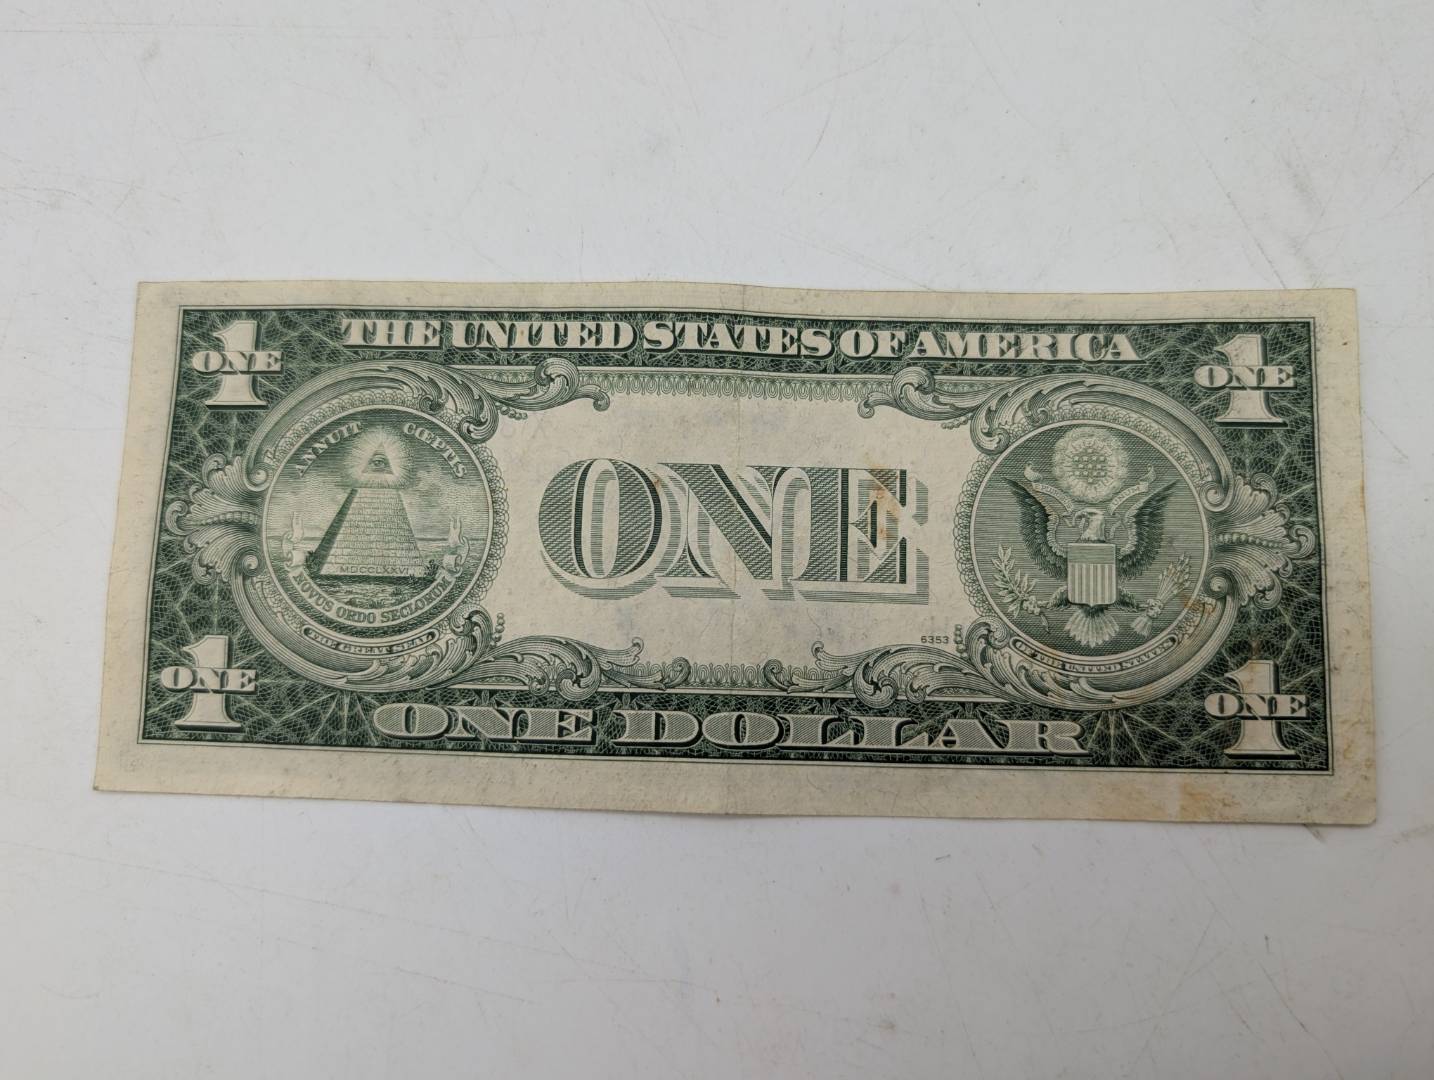 THE UNITED STATES OF AMERICA
1
ONE
1
ONE
ANNUIT CŒPTIS
MDCCLXXVI
NOVUS ORDO SECLORUM
THE GREAT SEAL
ONE
OF THE UNITED STATES
6353
1
ONE
1
ONE
ONE DOLLAR